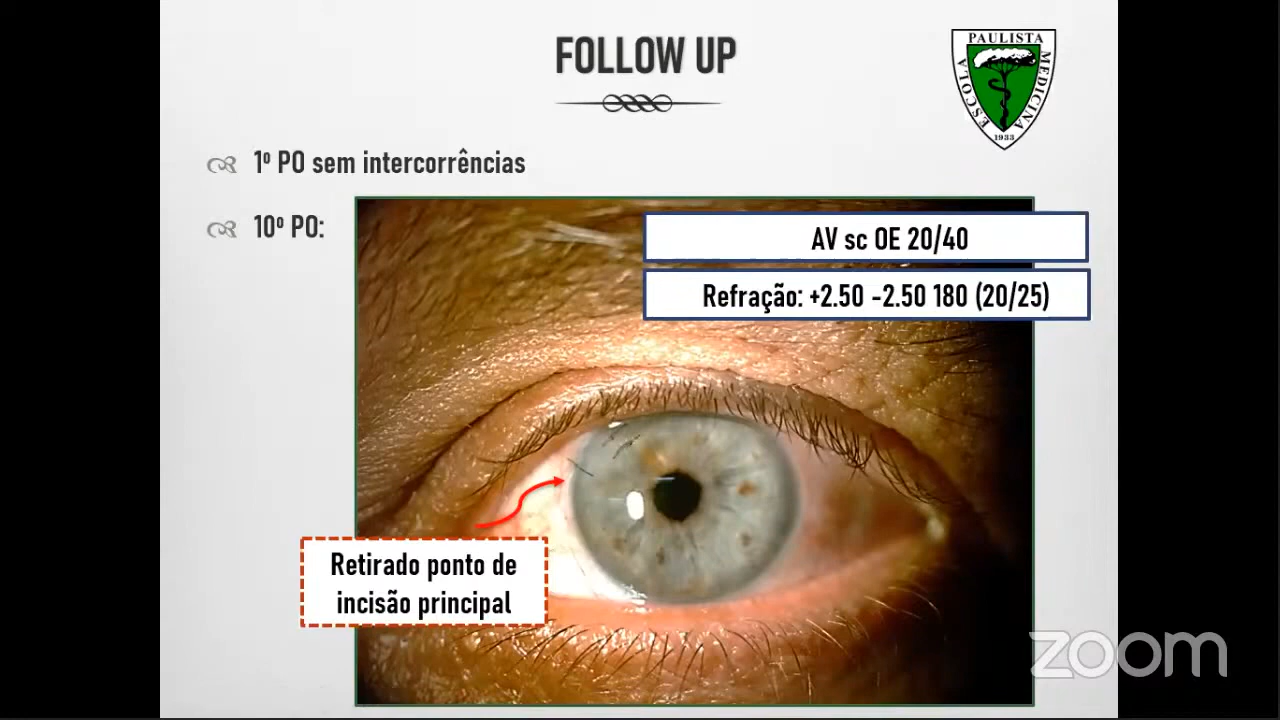 FOLLOW UP
PAULISTA
ESCOLA
MEDICINA
1933
1º PO sem intercorrências
10º PO:
AV sc OE 20/40
Refração: +2.50 -2.50 180 (20/25)
Retirado ponto de
incisão principal
zoom